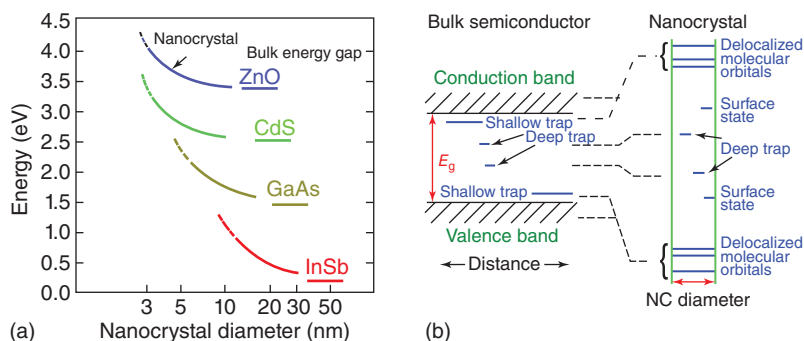 4.5
4.0
3.5
3.0
2.5
2.0
1.5
1.0
0.5
0.0
Energy (eV)
Nanocrystal
Bulk energy gap
ZnO
CdS
GaAs
InSb
3 5 10 20 30 50
Nanocrystal diameter (nm)
(a)
Bulk semiconductor
Conduction band
Shallow trap
Deep trap
Eg
Shallow trap
Valence band
Distance
(b)
Nanocrystal
Delocalized
molecular
orbitals
Surface
state
Deep trap
Surface
state
Delocalized
molecular
orbitals
NC diameter